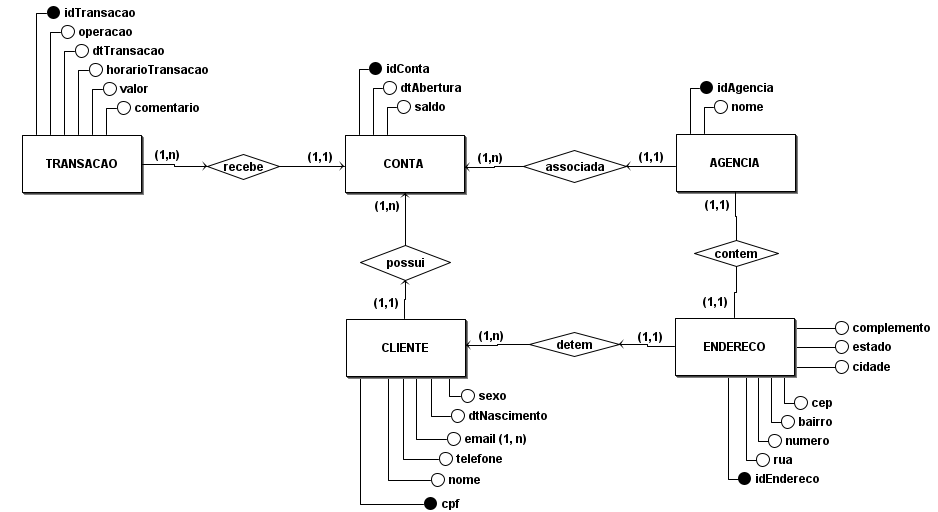 idTransacao
operacao
dtTransacao
horarioTransacao
valor
comentario
idConta
dtAbertura
saldo
idAgencia
nome
TRANSACAO
(1,n)
recebe
(1,1)
CONTA
(1,n)
associada
(1,1)
AGENCIA
(1,n)
possui
(1,1)
(1,1)
contem
(1,1)
CLIENTE
(1,n)
detem
(1,1)
ENDERECO
complemento
estado
cidade
sexo
dtNascimento
email (1, n)
telefone
nome
cpf
cep
bairro
numero
rua
idEndereco